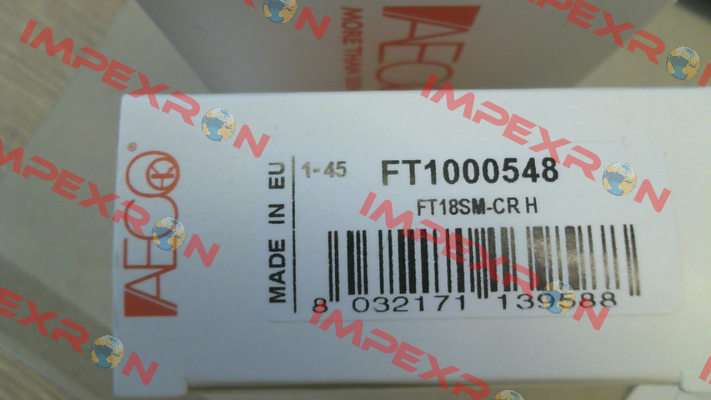 AECO
MORE THAN
AECO®
MADE IN EU
1-45
FT1000548
FT18SM-CR H
8 032171 139588
IMPEXRON
IMPEXRON
IMPEXRON
IMPEXRON
IMPEXRON
IMPEXRON
IMPEXRON